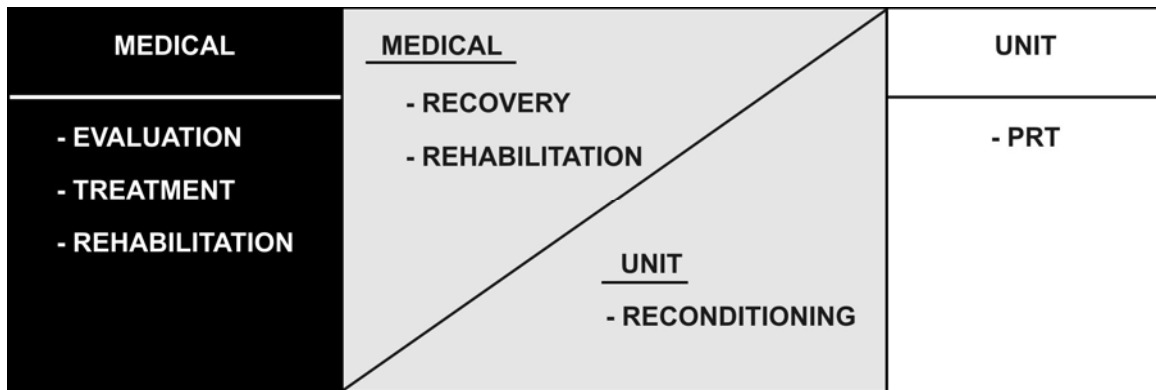 MEDICAL
- EVALUATION
- TREATMENT
- REHABILITATION
MEDICAL
- RECOVERY
- REHABILITATION
UNIT
- RECONDITIONING
UNIT
- PRT